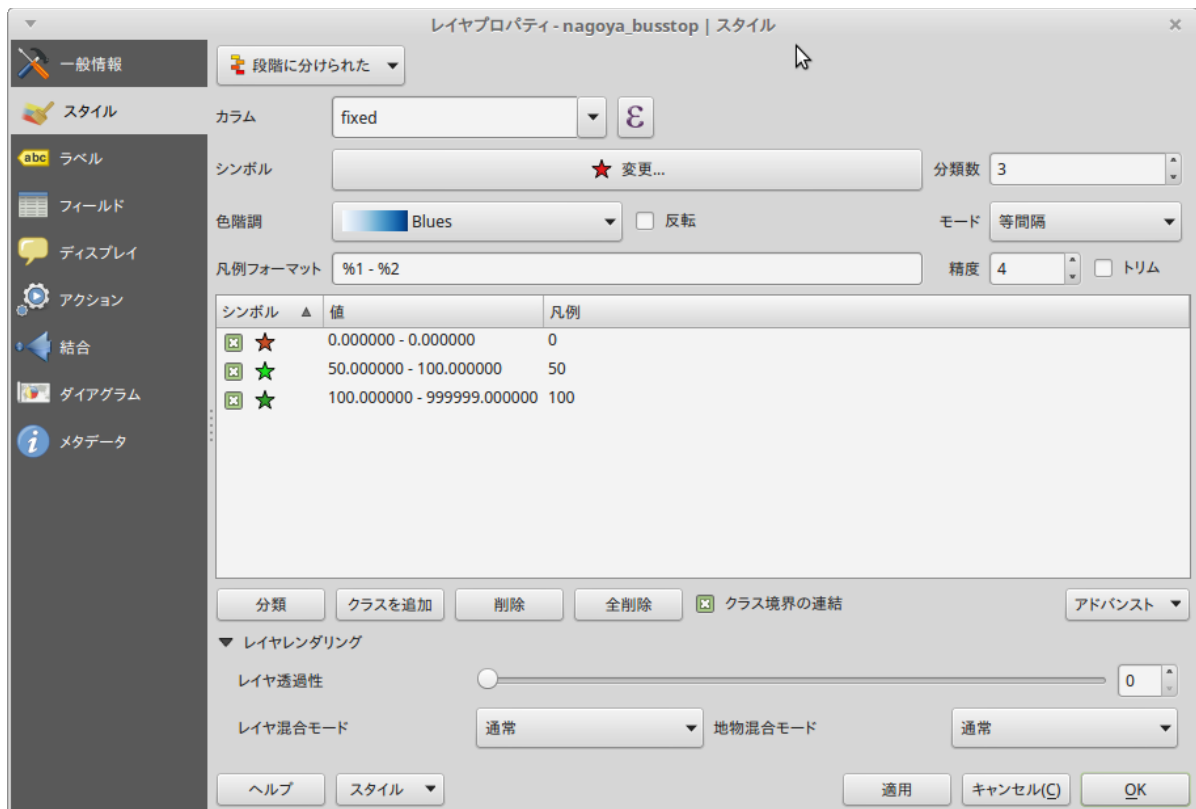 レイヤプロパティ - nagoya_busstop | スタイル
一般情報
スタイル
abc ラベル
フィールド
ディスプレイ
アクション
結合
ダイアグラム
メタデータ
段階に分けられた
カラム fixed ε
シンボル 変更... 分類数 3
色階調 Blues 反転 モード 等間隔
凡例フォーマット %1 - %2 精度 4 トリム
シンボル 値 凡例
0.000000 - 0.000000 0
50.000000 - 100.000000 50
100.000000 - 999999.000000 100
分類 クラスを追加 削除 全削除 クラス境界の連結 アドバンスト
レイヤレンダリング
レイヤ透過性 0
レイヤ混合モード 通常 地物混合モード 通常
ヘルプ スタイル 適用 キャンセル(C) OK